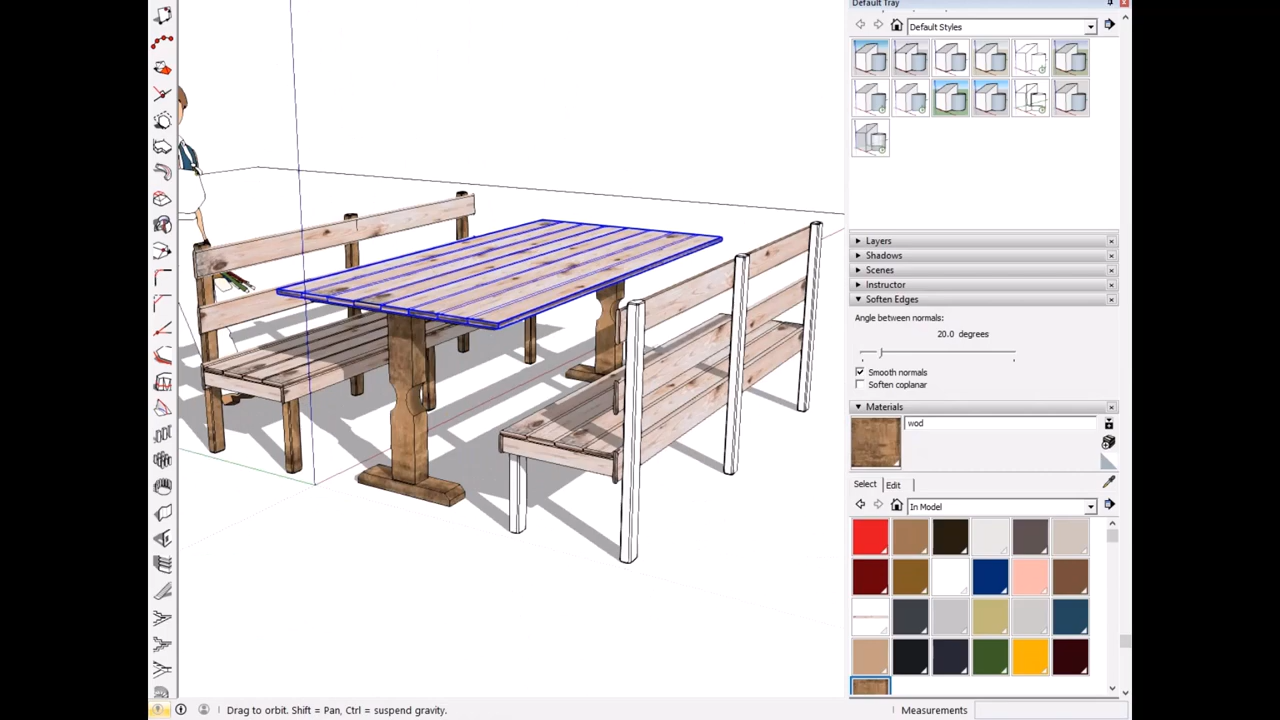 Default Tray
Default Styles
Layers
Shadows
Scenes
Instructor
Soften Edges
Angle between normals:
20.0 degrees
Smooth normals
Soften coplanar
Materials
wod
Select
Edit
In Model
Drag to orbit. Shift = Pan, Ctrl = suspend gravity.
Measurements